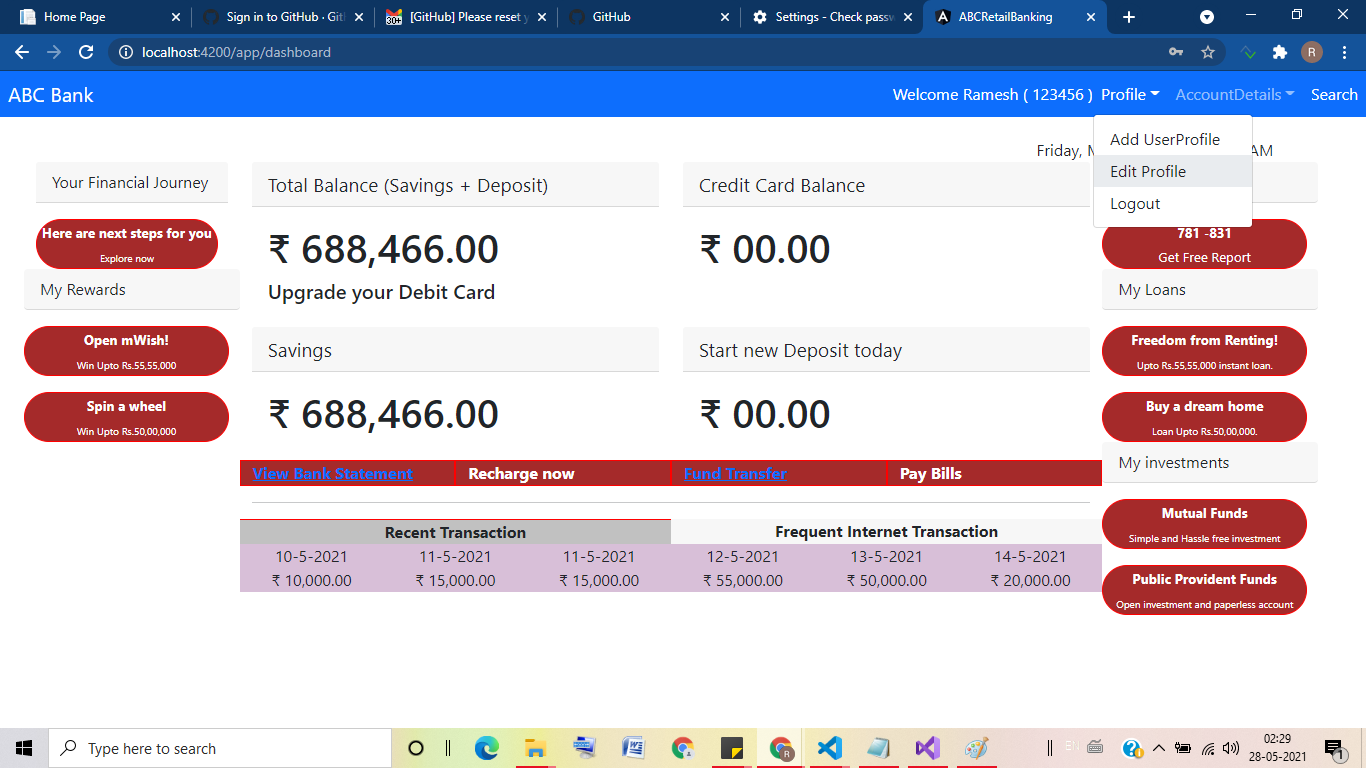 Home Page
Sign in to GitHub · Git
[GitHub] Please reset y
GitHub
Settings - Check passw
ABCRetailBanking
localhost:4200/app/dashboard
R
ABC Bank
Welcome Ramesh ( 123456 ) Profile AccountDetails Search
Add UserProfile
Edit Profile
Logout
Friday, M
AM
Your Financial Journey
Here are next steps for you
Explore now
My Rewards
Open mWish!
Win Upto Rs.55,55,000
Spin a wheel
Win Upto Rs.50,00,000
Total Balance (Savings + Deposit)
₹ 688,466.00
Upgrade your Debit Card
Credit Card Balance
₹ 00.00
Savings
₹ 688,466.00
Start new Deposit today
₹ 00.00
View Bank Statement Recharge now Fund Transfer Pay Bills
Recent Transaction Frequent Internet Transaction
10-5-2021 11-5-2021 11-5-2021 12-5-2021 13-5-2021 14-5-2021
₹ 10,000.00 ₹ 15,000.00 ₹ 15,000.00 ₹ 55,000.00 ₹ 50,000.00 ₹ 20,000.00
781 -831
Get Free Report
My Loans
Freedom from Renting!
Upto Rs.55,55,000 instant loan.
Buy a dream home
Loan Upto Rs.50,00,000.
My investments
Mutual Funds
Simple and Hassle free investment
Public Provident Funds
Open investment and paperless account
Type here to search
02:29
28-05-2021
1